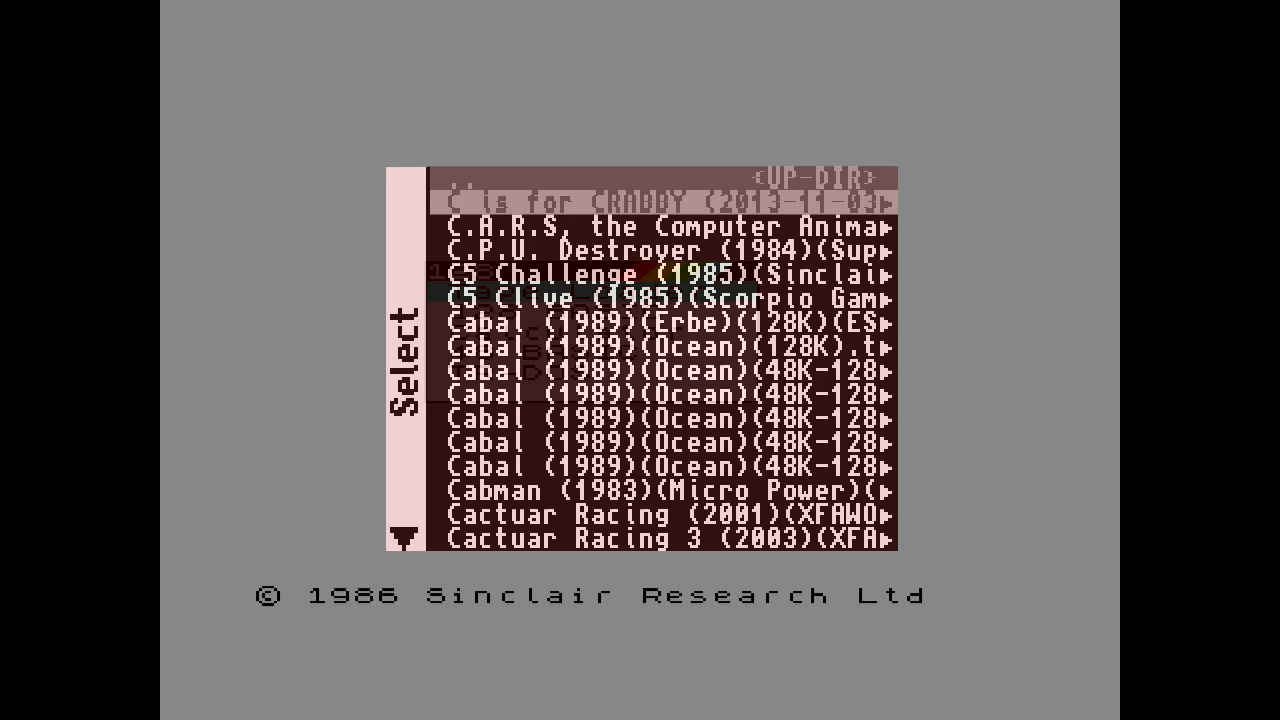 .. <UP-DIR>
C is for CRABBY (2013-11-03
C.A.R.S, the Computer Anima
C.P.U. Destroyer (1984)(Sup
C5 Challenge (1985)(Sinclai
C5 Clive (1985)(Scorpio Gam
Cabal (1989)(Erbe)(128K)(ES
Cabal (1989)(Ocean)(128K).t
Cabal (1989)(Ocean)(48K-128
Cabal (1989)(Ocean)(48K-128
Cabal (1989)(Ocean)(48K-128
Cabal (1989)(Ocean)(48K-128
Cabal (1989)(Ocean)(48K-128
Cabman (1983)(Micro Power)(
Cactuar Racing (2001)(XFAWO
Cactuar Racing 3 (2003)(XFA
Select
© 1986 Sinclair Research Ltd